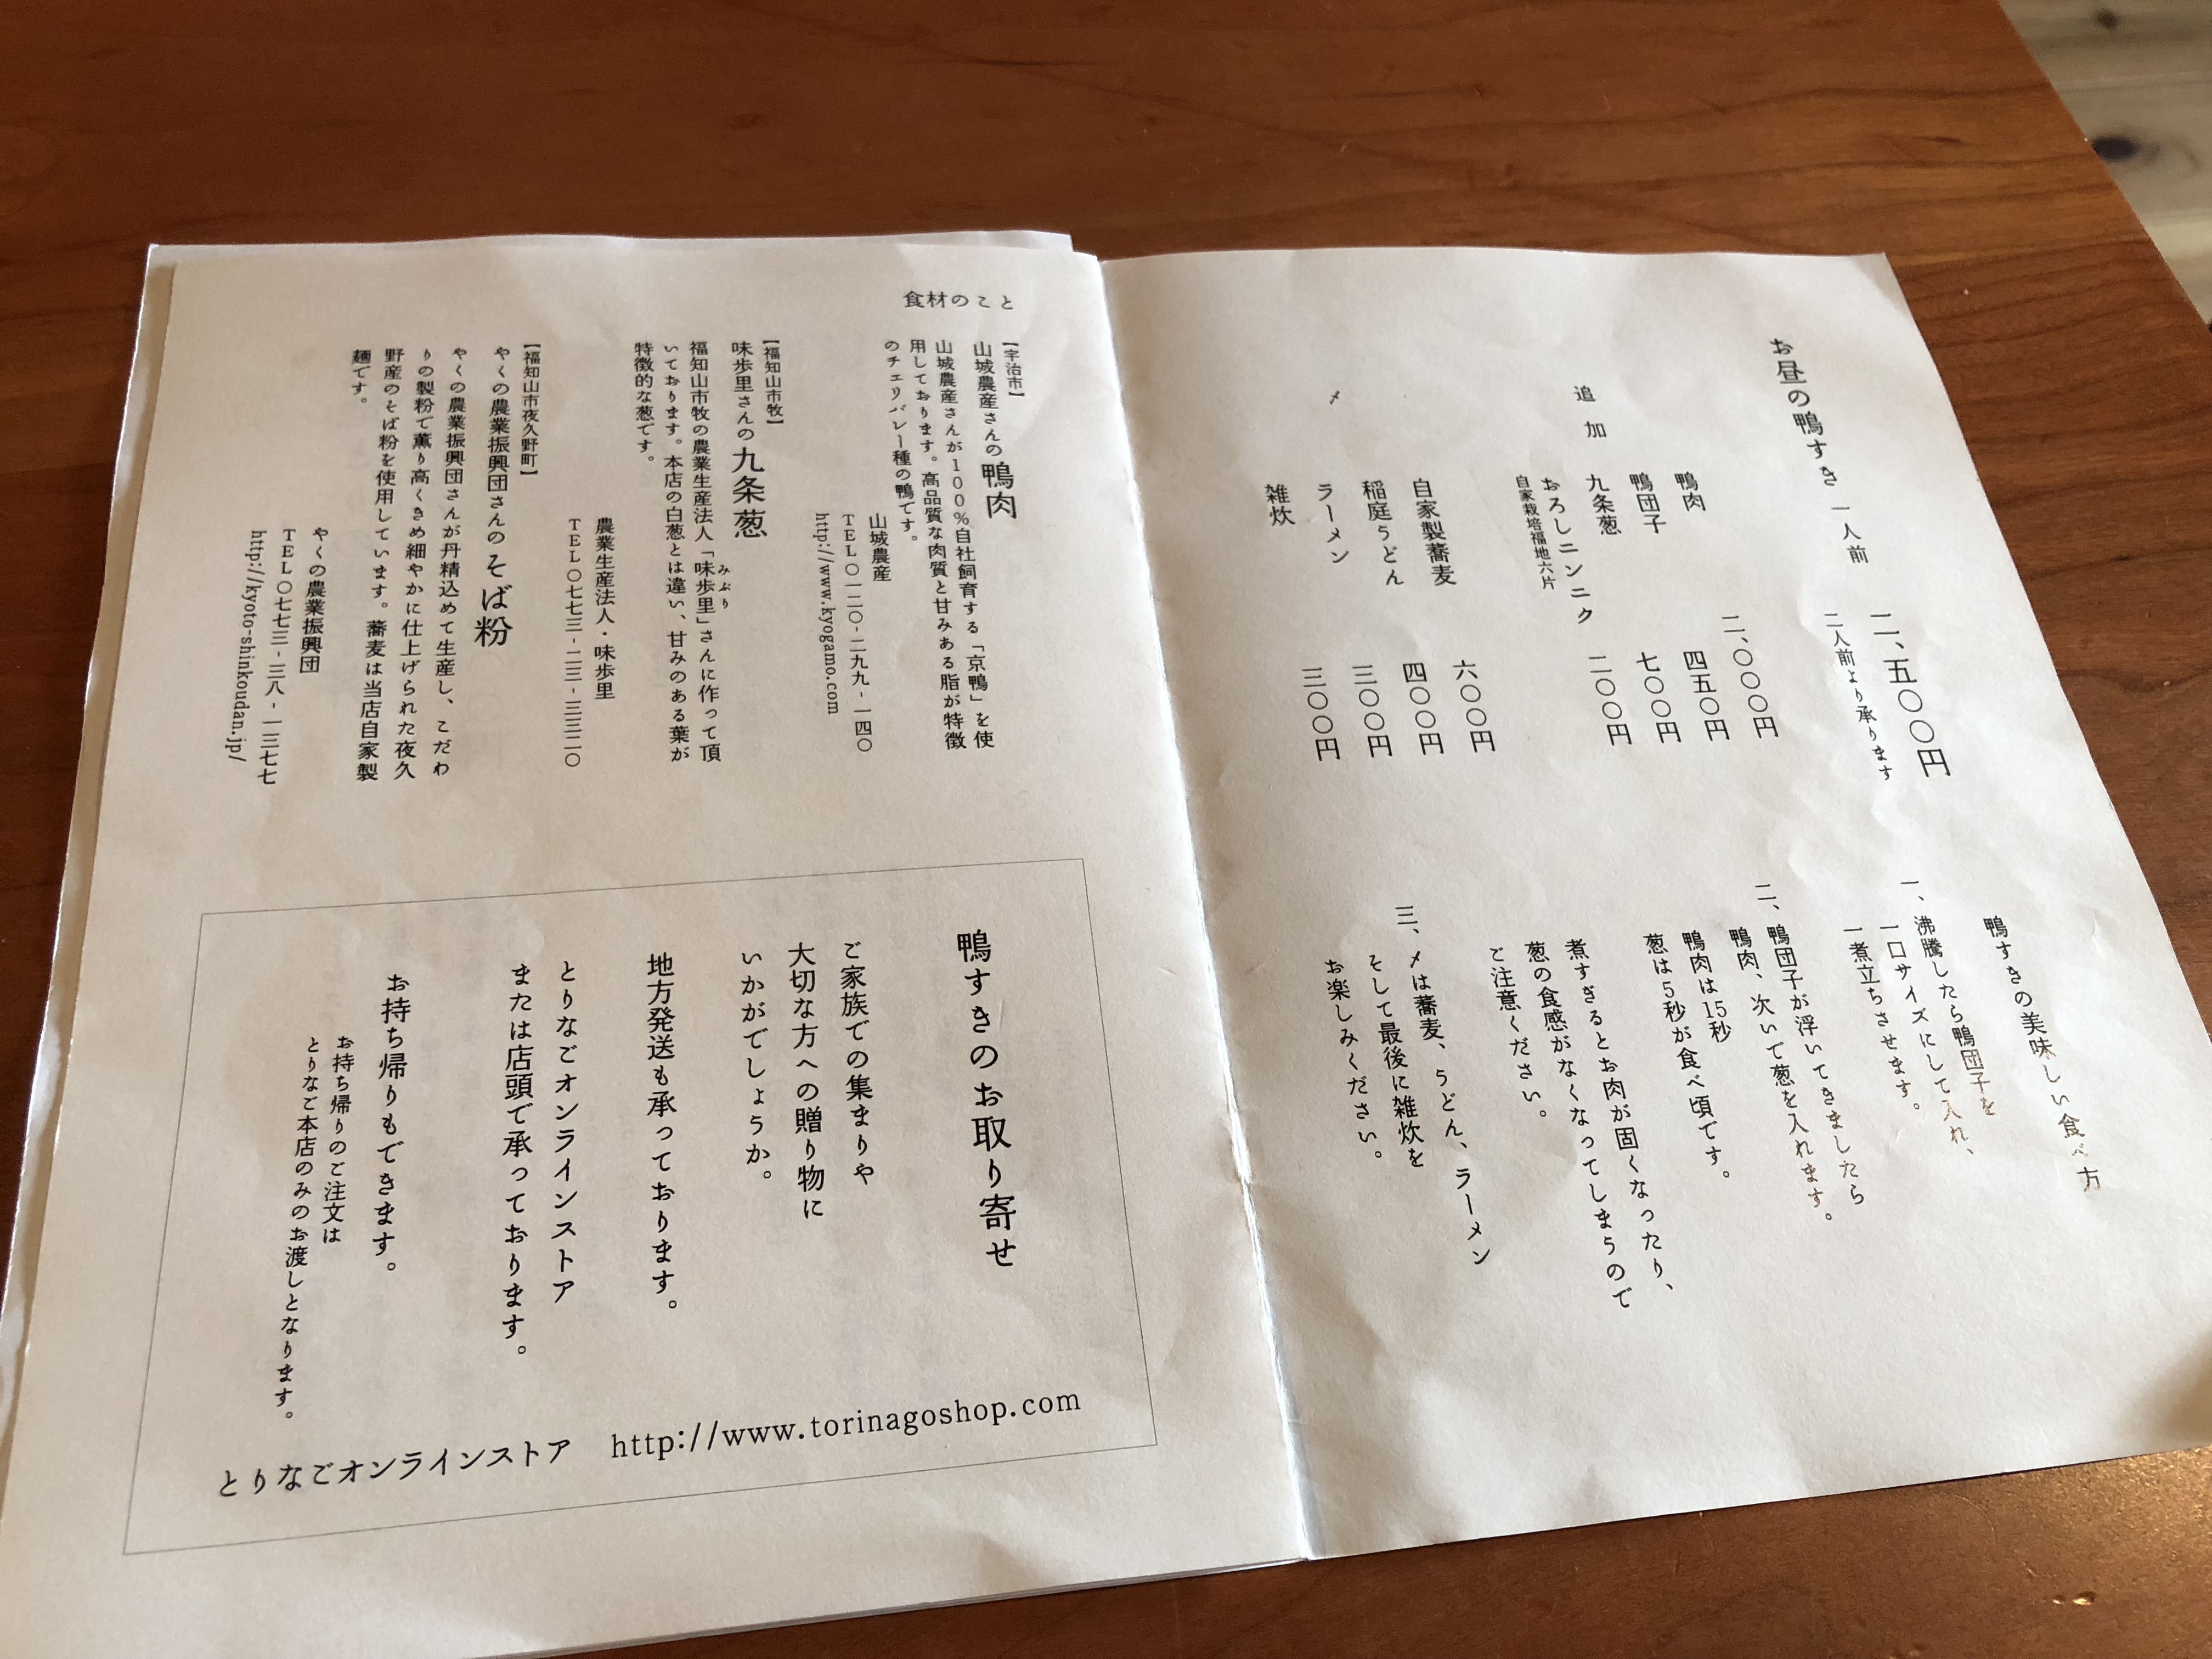 お昼の鴨すき 一人前 二、五〇〇円
二人前より承ります
追加 鴨肉 二、〇〇〇円
鴨団子 四五〇円
九条葱 七〇〇円
おろしニンニク 二〇〇円
自家栽培福地六片
〆 自家製蕎麦 六〇〇円
稲庭うどん 四〇〇円
ラーメン 三〇〇円
雑炊 三〇〇円
鴨すきの美味しい食べ方
一、沸騰したら鴨団子を
一口サイズにして入れ、
一煮立ちさせます。
二、鴨団子が浮いてきましたら
鴨肉、次いで葱を入れます。
鴨肉は15秒
葱は5秒が食べ頃です。
煮すぎるとお肉が固くなったり、
葱の食感がなくなってしまうので
ご注意ください。
三、〆は蕎麦、うどん、ラーメン
そして最後に雑炊を
お楽しみください。
食材のこと
【宇治市】
山城農産さんの鴨肉
山城農産さんが100%自社飼育する「京鴨」を使
用しております。高品質な肉質と甘みある脂が特徴
のチェリバレー種の鴨です。
山城農産
TEL〇一二〇-二九九-一四〇
http://www.kyogamo.com
【福知山市牧】
味歩里さんの九条葱
福知山市牧の農業生産法人「味歩里」さんに作って頂
みぶり
いております。本店の白葱とは違い、甘みのある葉が
特徴的な葱です。
農業生産法人・味歩里
TEL〇七七三-二三-三三二〇
【福知山市夜久野町】
やくの農業振興団さんのそば粉
やくの農業振興団さんが丹精込めて生産し、こだわ
りの製粉で薫り高くきめ細やかに仕上げられた夜久
野産のそば粉を使用しています。蕎麦は当店自家製
麺です。
やくの農業振興団
TEL〇七七三-三八-一三七七
http://kyoto-shinkoudan.jp/
鴨すきのお取り寄せ
ご家族での集まりや
大切な方への贈り物に
いかがでしょうか。
地方発送も承っております。
とりなごオンラインストア
または店頭で承っております。
お持ち帰りもできます。
お持ち帰りのご注文は
とりなご本店のみのお渡しとなります。
とりなごオンラインストア http://www.torinagoshop.com